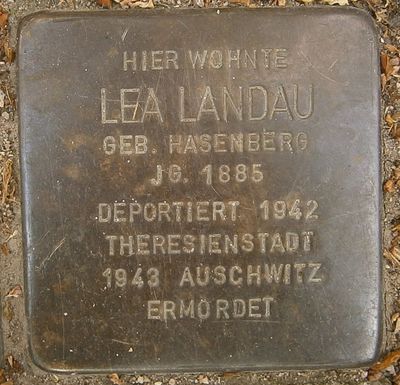 HIER WOHNTE
LEA LANDAU
GEB. HASENBERG
JG. 1885
DEPORTIERT 1942
THERESIENSTADT
1943 AUSCHWITZ
ERMORDET